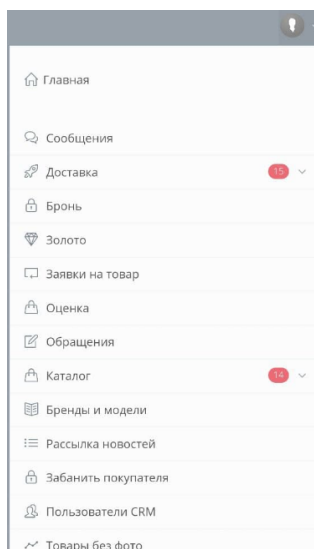 Главная
Сообщения
Доставка 15
Бронь
Золото
Заявки на товар
Оценка
Обращения
Каталог 14
Бренды и модели
Рассылка новостей
Забанить покупателя
Пользователи CRM
Товары без фото